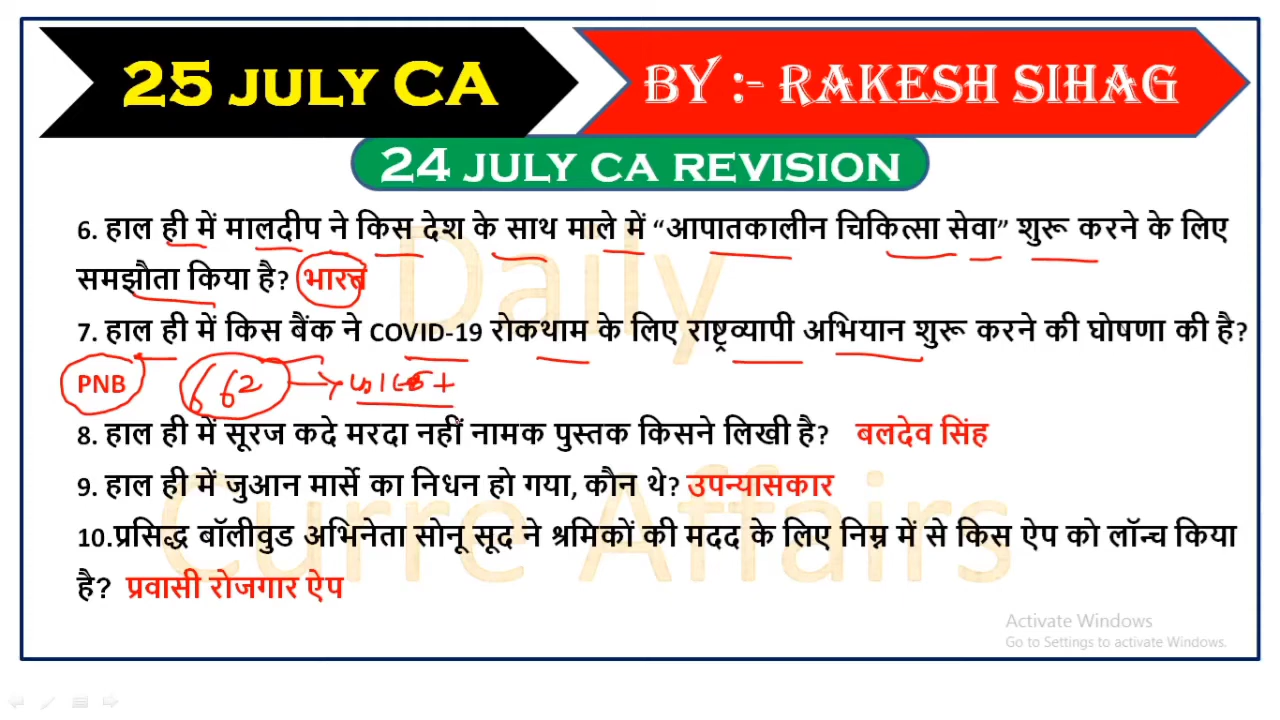 25 JULY CA
BY :- RAKESH SIHAG
24 JULY CA REVISION
6. हाल ही में मालदीप ने किस देश के साथ माले में “आपातकालीन चिकित्सा सेवा” शुरू करने के लिए
समझौता किया है? भारत
7. हाल ही में किस बैंक ने COVID-19 रोकथाम के लिए राष्ट्रव्यापी अभियान शुरू करने की घोषणा की है?
PNB 662
8. हाल ही में सूरज कदे मरदा नहीं नामक पुस्तक किसने लिखी है? बलदेव सिंह
9. हाल ही में जुआन मार्से का निधन हो गया, कौन थे? उपन्यासकार
10.प्रसिद्ध बॉलीवुड अभिनेता सोनू सूद ने श्रमिकों की मदद के लिए निम्न में से किस ऐप को लॉन्च किया
है? प्रवासी रोजगार ऐप
Daily
Curre Affairs
Activate Windows
Go to Settings to activate Windows.